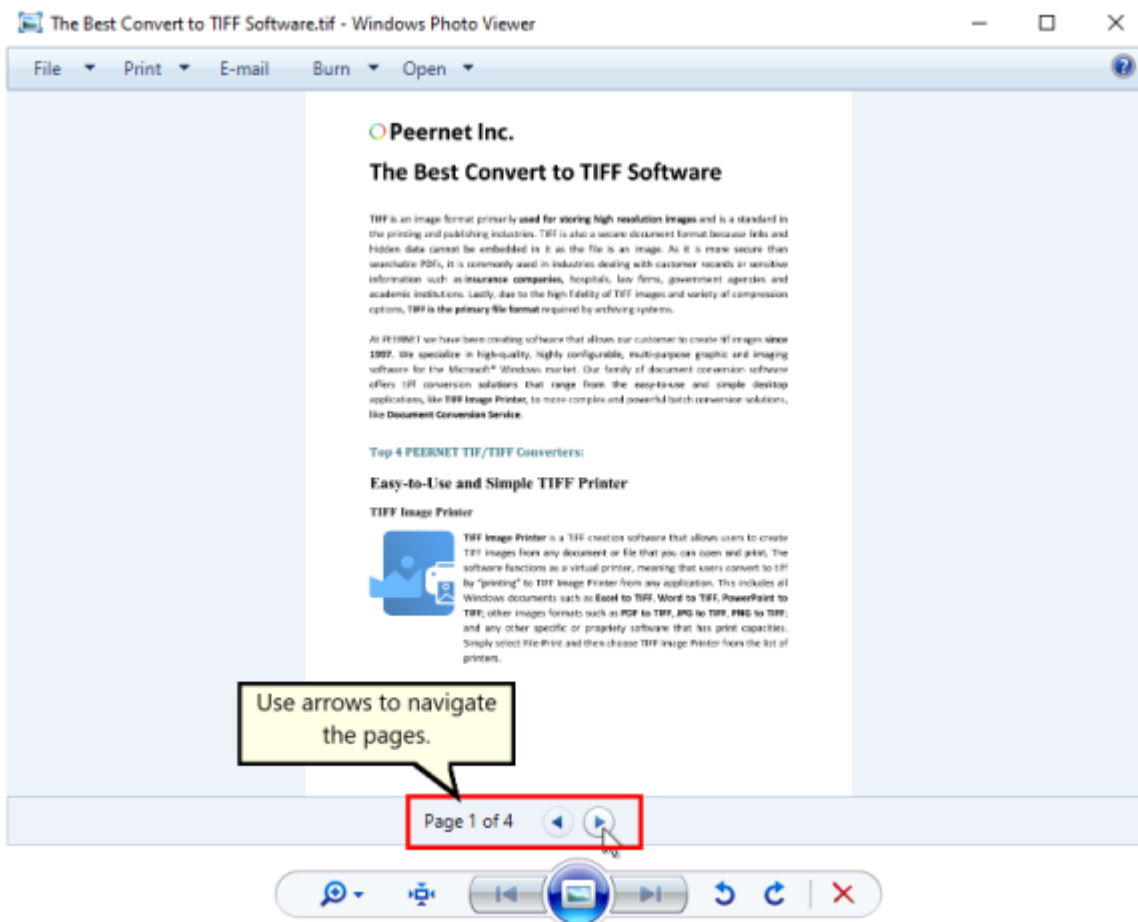 The Best Convert to TIFF Software.tif - Windows Photo Viewer
File Print E-mail Burn Open
Peernet Inc.
The Best Convert to TIFF Software
TIFF is an image format primarily used for storing high resolution images and is a standard in
the printing and publishing industries. TIFF is also a secure document format because links and
hidden data cannot be embedded in it as the file is an image. As it is more secure than
searchable PDFs, it is commonly used in industries dealing with customer records or sensitive
information such as insurance companies, hospitals, law firms, government agencies and
academic institutions. Lastly, due to the high fidelity of TIFF images and variety of compression
options, TIFF is the primary file format required by archiving systems.
At PEERNET we have been creating software that allows our customer to create tif images since
1997. We specialize in high-quality, highly configurable, multi-purpose graphic and imaging
software for the Microsoft® Windows market. Our family of document conversion software
offers tiff conversion solutions that range from the easy-to-use and simple desktop
applications, like TIFF Image Printer, to more complex and powerful batch conversion solutions,
like Document Conversion Service.
Top 4 PEERNET TIF/TIFF Converters:
Easy-to-Use and Simple TIFF Printer
TIFF Image Printer
TIFF Image Printer is a TIFF creation software that allows users to create
TIFF images from any document or file that you can open and print. The
software functions as a virtual printer, meaning that users convert to tiff
by "printing" to TIFF Image Printer from any application. This includes all
Windows documents such as Excel to TIFF, Word to TIFF, PowerPoint to
TIFF; other images formats such as PDF to TIFF, JPG to TIFF, PNG to TIFF;
and any other specific or propriety software that has print capacities.
Simply select File-Print and then choose TIFF Image Printer from the list of
printers.
Use arrows to navigate
the pages.
Page 1 of 4